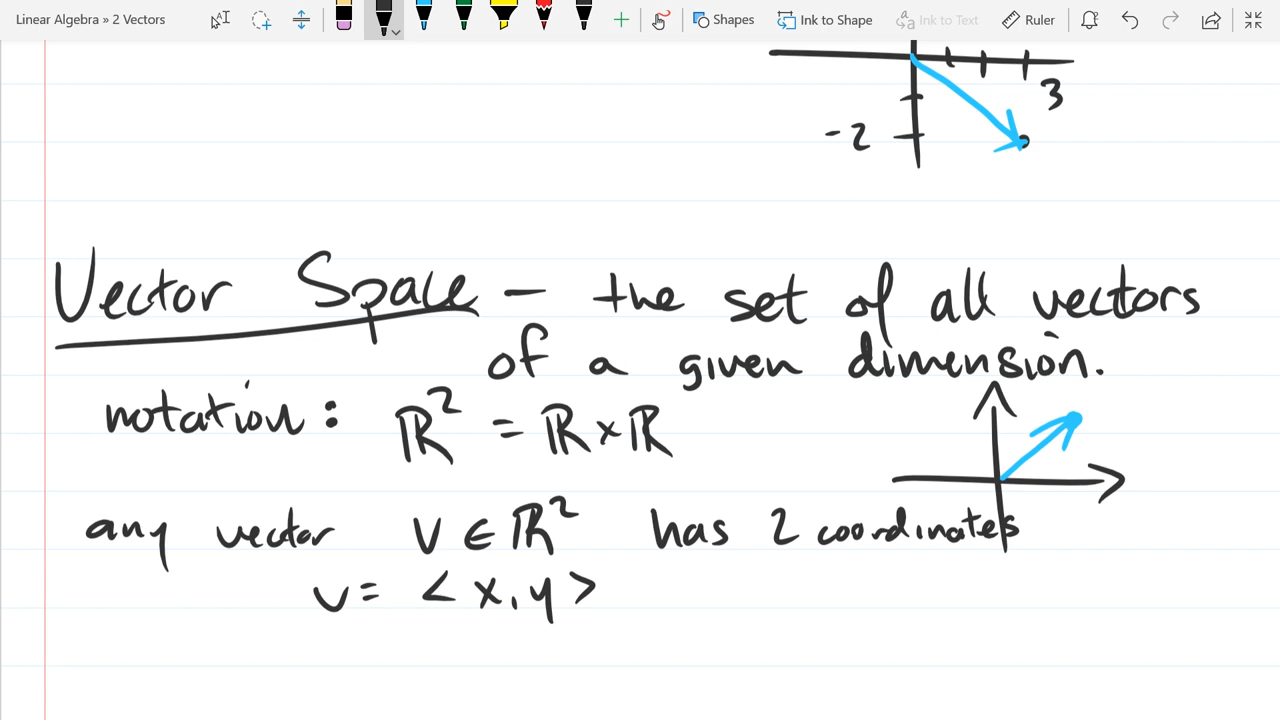 Linear Algebra » 2 Vectors
Shapes
Ink to Shape
Ink to Text
Ruler
3
-2
Vector Space – the set of all vectors
of a given dimension.
notation: ℝ² = ℝ×ℝ
any vector v ∈ ℝ² has 2 coordinates
v = <x, y>